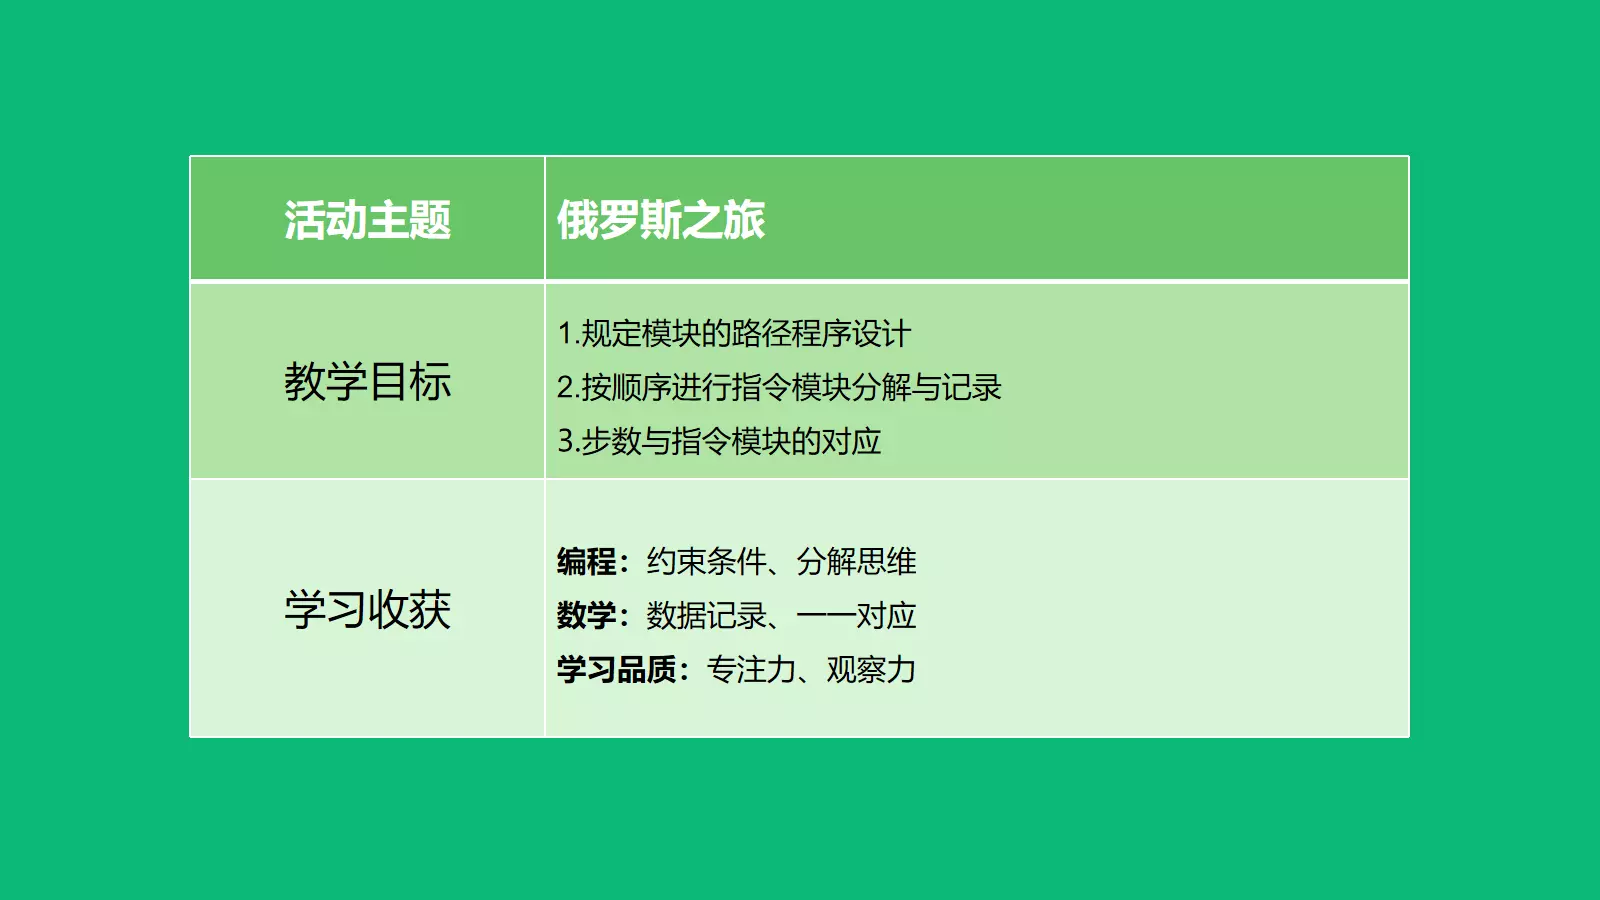 活动主题
俄罗斯之旅
教学目标
1.规定模块的路径程序设计
2.按顺序进行指令模块分解与记录
3.步数与指令模块的对应
学习收获
编程：约束条件、分解思维
数学：数据记录、一一对应
学习品质：专注力、观察力